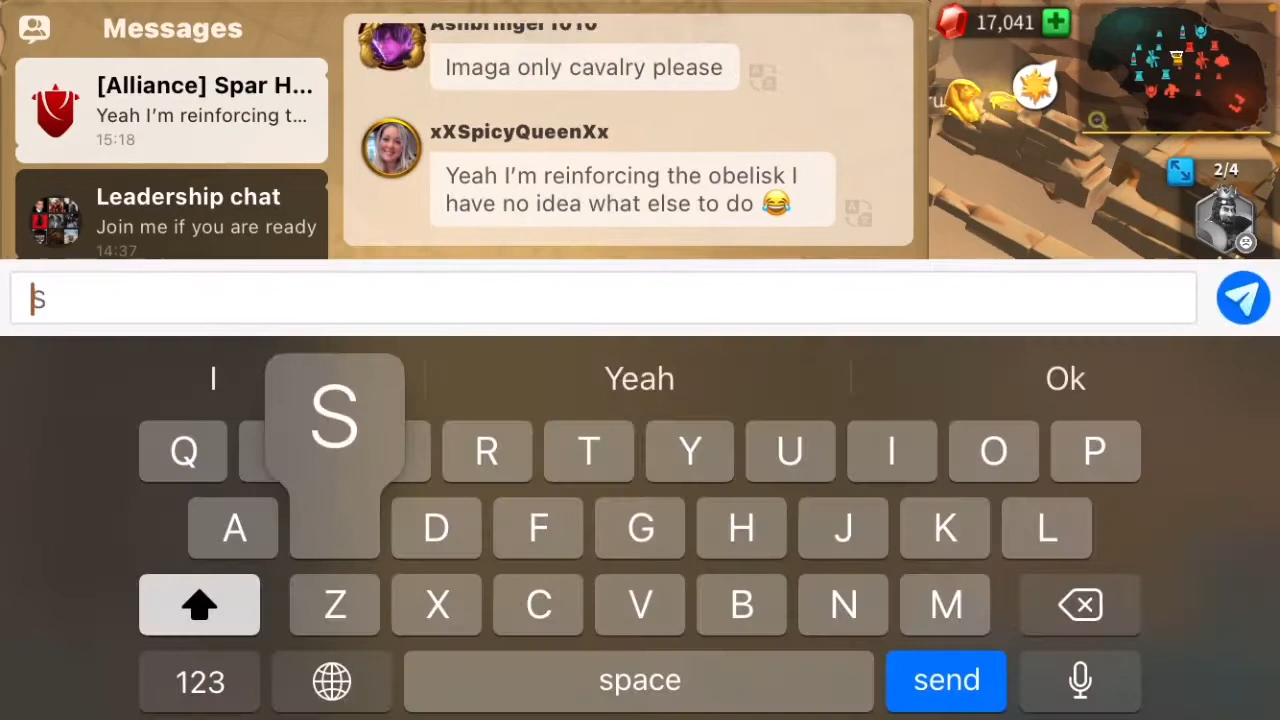 Messages
[Alliance] Spar H...
Yeah I'm reinforcing t...
15:18
Leadership chat
Join me if you are ready
14:37
Ashbringer1010
Imaga only cavalry please
xXSpicyQueenXx
Yeah I'm reinforcing the obelisk I
have no idea what else to do 😂
17,041
2/4
S
I
Yeah
Ok
S
Q R T Y U I O P
A D F G H J K L
Z X C V B N M
123
space
send